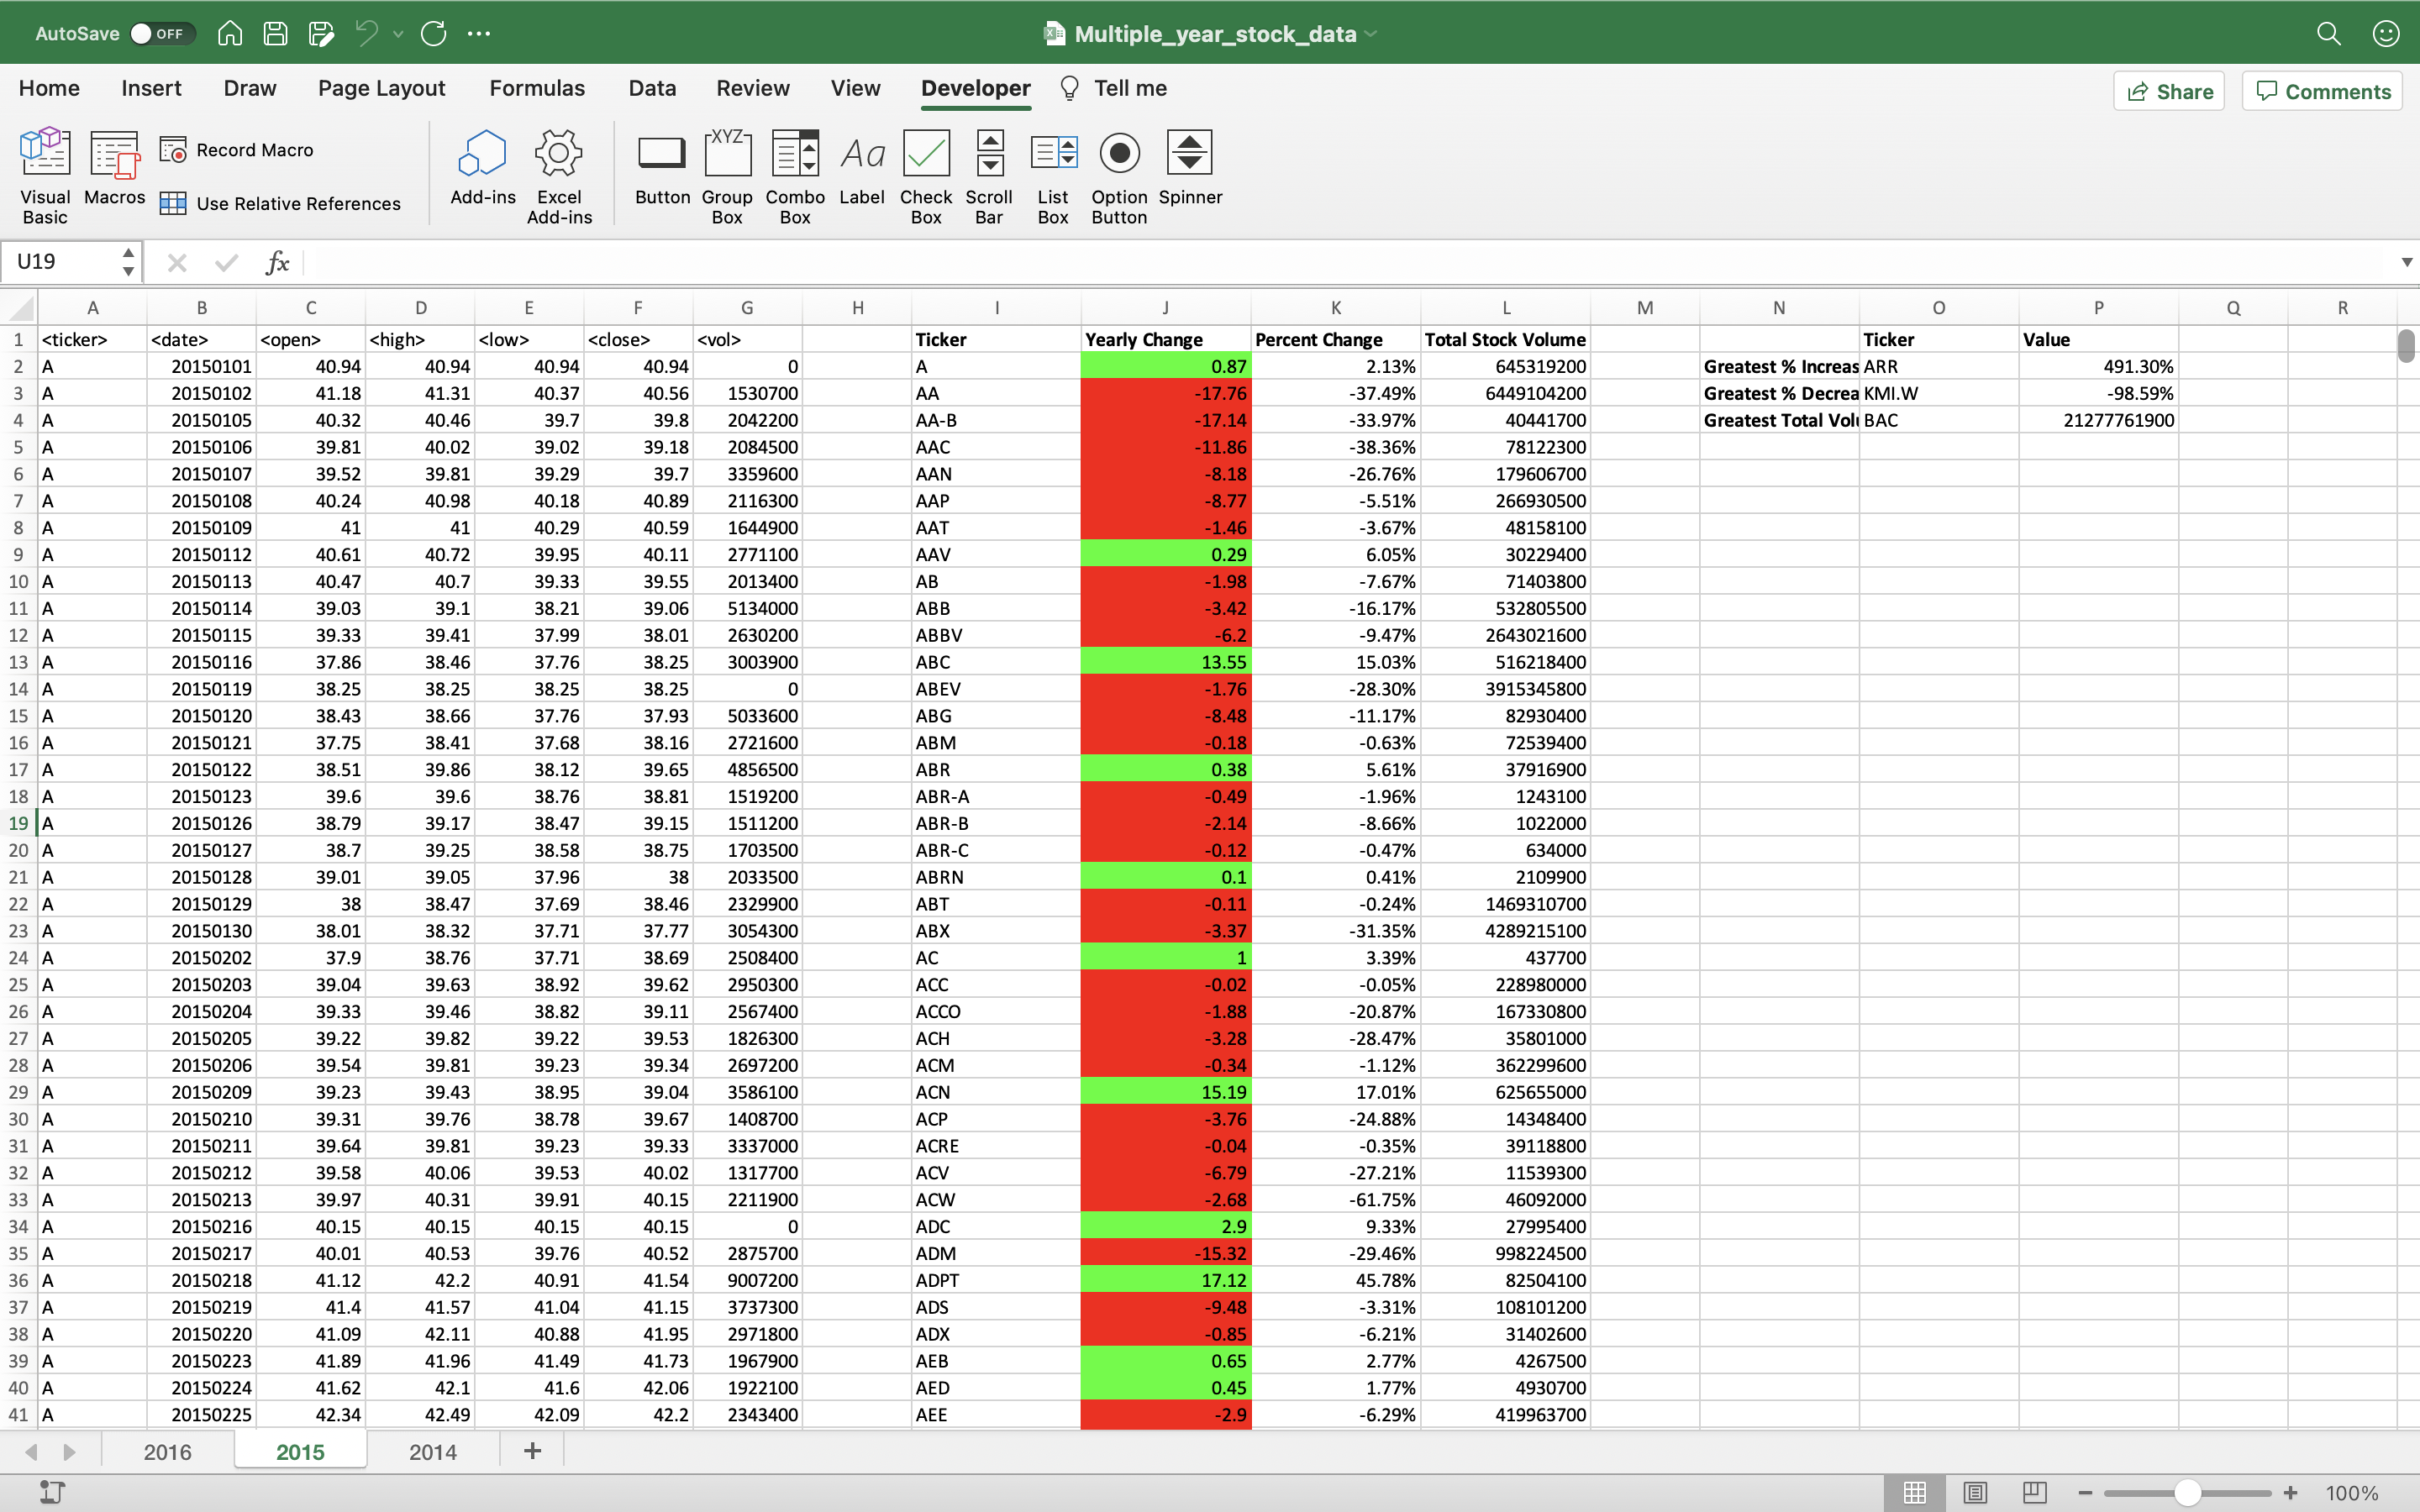 AutoSave OFF Multiple_year_stock_data
Home Insert Draw Page Layout Formulas Data Review View Developer Tell me Share Comments
Visual Basic Macros Record Macro Use Relative References Add-ins Excel Add-ins Button Group Box Combo Box Label Check Box Scroll Bar List Box Option Button Spinner
XYZ Aa
U19 fx
A B C D E F G H I J K L M N O P Q R
1 <ticker> <date> <open> <high> <low> <close> <vol> Ticker Yearly Change Percent Change Total Stock Volume Ticker Value
2 A 20150101 40.94 40.94 40.94 40.94 0 A 0.87 2.13% 645319200 Greatest % Increas ARR 491.30%
3 A 20150102 41.18 41.31 40.37 40.56 1530700 AA -17.76 -37.49% 6449104200 Greatest % Decrea KMI.W -98.59%
4 A 20150105 40.32 40.46 39.7 39.8 2042200 AA-B -17.14 -33.97% 40441700 Greatest Total Volu BAC 21277761900
5 A 20150106 39.81 40.02 39.02 39.18 2084500 AAC -11.86 -38.36% 78122300
6 A 20150107 39.52 39.81 39.29 39.7 3359600 AAN -8.18 -26.76% 179606700
7 A 20150108 40.24 40.98 40.18 40.89 2116300 AAP -8.77 -5.51% 266930500
8 A 20150109 41 41 40.29 40.59 1644900 AAT -1.46 -3.67% 48158100
9 A 20150112 40.61 40.72 39.95 40.11 2771100 AAV 0.29 6.05% 30229400
10 A 20150113 40.47 40.7 39.33 39.55 2013400 AB -1.98 -7.67% 71403800
11 A 20150114 39.03 39.1 38.21 39.06 5134000 ABB -3.42 -16.17% 532805500
12 A 20150115 39.33 39.41 37.99 38.01 2630200 ABBV -6.2 -9.47% 2643021600
13 A 20150116 37.86 38.46 37.76 38.25 3003900 ABC 13.55 15.03% 516218400
14 A 20150119 38.25 38.25 38.25 38.25 0 ABEV -1.76 -28.30% 3915345800
15 A 20150120 38.43 38.66 37.76 37.93 5033600 ABG -8.48 -11.17% 82930400
16 A 20150121 37.75 38.41 37.68 38.16 2721600 ABM -0.18 -0.63% 72539400
17 A 20150122 38.51 39.86 38.12 39.65 4856500 ABR 0.38 5.61% 37916900
18 A 20150123 39.6 39.6 38.76 38.81 1519200 ABR-A -0.49 -1.96% 1243100
19 A 20150126 38.79 39.17 38.47 39.15 1511200 ABR-B -2.14 -8.66% 1022000
20 A 20150127 38.7 39.25 38.58 38.75 1703500 ABR-C -0.12 -0.47% 634000
21 A 20150128 39.01 39.05 37.96 38 2033500 ABRN 0.1 0.41% 2109900
22 A 20150129 38 38.47 37.69 38.46 2329900 ABT -0.11 -0.24% 1469310700
23 A 20150130 38.01 38.32 37.71 37.77 3054300 ABX -3.37 -31.35% 4289215100
24 A 20150202 37.9 38.76 37.71 38.69 2508400 AC 1 3.39% 437700
25 A 20150203 39.04 39.63 38.92 39.62 2950300 ACC -0.02 -0.05% 228980000
26 A 20150204 39.33 39.46 38.82 39.11 2567400 ACCO -1.88 -20.87% 167330800
27 A 20150205 39.22 39.82 39.22 39.53 1826300 ACH -3.28 -28.47% 35801000
28 A 20150206 39.54 39.81 39.23 39.34 2697200 ACM -0.34 -1.12% 362299600
29 A 20150209 39.23 39.43 38.95 39.04 3586100 ACN 15.19 17.01% 625655000
30 A 20150210 39.31 39.76 38.78 39.67 1408700 ACP -3.76 -24.88% 14348400
31 A 20150211 39.64 39.81 39.23 39.33 3337000 ACRE -0.04 -0.35% 39118800
32 A 20150212 39.58 40.06 39.53 40.02 1317700 ACV -6.79 -27.21% 11539300
33 A 20150213 39.97 40.31 39.91 40.15 2211900 ACW -2.68 -61.75% 46092000
34 A 20150216 40.15 40.15 40.15 40.15 0 ADC 2.9 9.33% 27995400
35 A 20150217 40.01 40.53 39.76 40.52 2875700 ADM -15.32 -29.46% 998224500
36 A 20150218 41.12 42.2 40.91 41.54 9007200 ADPT 17.12 45.78% 82504100
37 A 20150219 41.4 41.57 41.04 41.15 3737300 ADS -9.48 -3.31% 108101200
38 A 20150220 41.09 42.11 40.88 41.95 2971800 ADX -0.85 -6.21% 31402600
39 A 20150223 41.89 41.96 41.49 41.73 1967900 AEB 0.65 2.77% 4267500
40 A 20150224 41.62 42.1 41.6 42.06 1922100 AED 0.45 1.77% 4930700
41 A 20150225 42.34 42.49 42.09 42.2 2343400 AEE -2.9 -6.29% 419963700
2016 2015 2014 +
100%